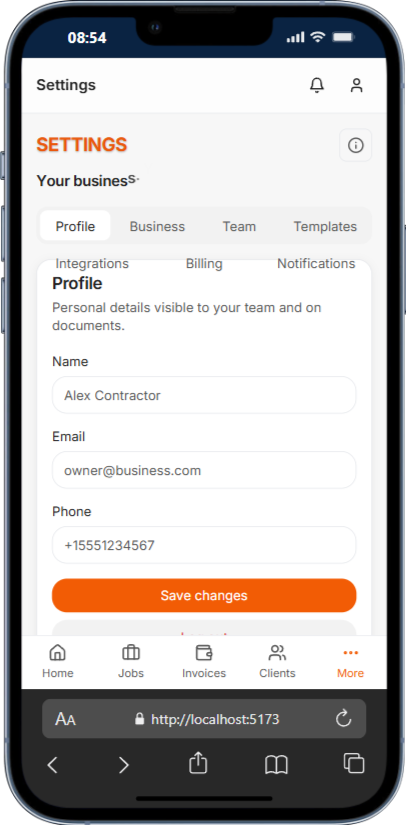 08:54
Settings
SETTINGS
Your business.
Profile Business Team Templates
Integrations Billing Notifications
Profile
Personal details visible to your team and on
documents.
Name
Alex Contractor
Email
owner@business.com
Phone
+15551234567
Save changes
Home Jobs Invoices Clients More
AA http://localhost:5173